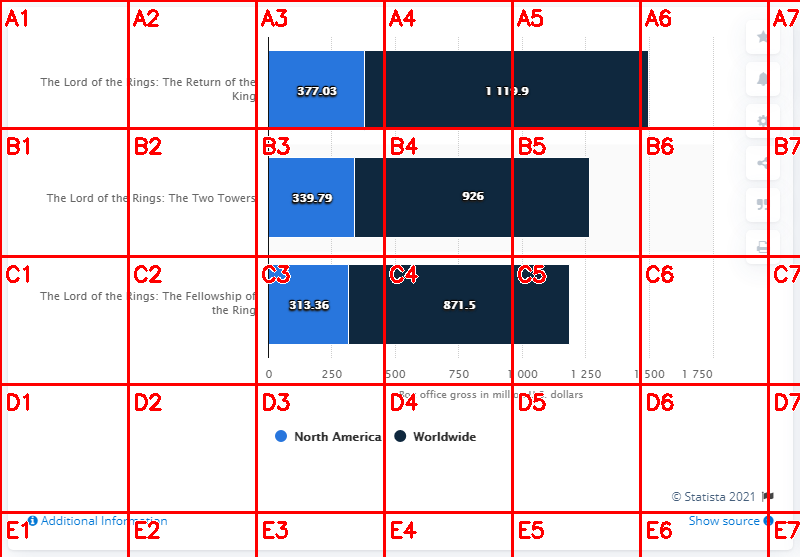 A1 A2 A3 A4 A5 A6 A7
The Lord of the Rings: The Return of the
King
377.03 1 119.9
B1 B2 B3 B4 B5 B6 B7
The Lord of the Rings: The Two Towers
339.79 926
C1 C2 C3 C4 C5 C6 C7
The Lord of the Rings: The Fellowship of
the Ring
313.36 871.5
0 250 500 750 1 000 1 250 1 500 1 750
Box office gross in million U.S. dollars
D1 D2 D3 D4 D5 D6 D7
North America Worldwide
© Statista 2021
Additional Information Show source
E1 E2 E3 E4 E5 E6 E7